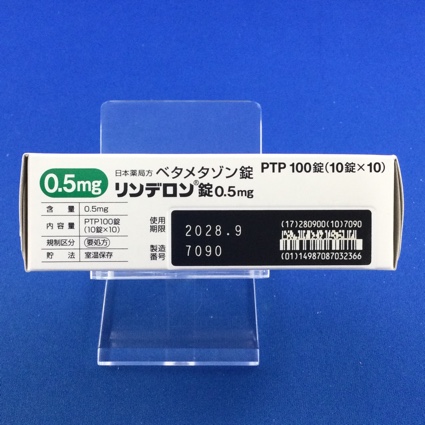 0.5mg
日本薬局方 ベタメタゾン錠 PTP 100錠(10錠×10)
リンデロン®錠0.5mg
含 量 0.5mg
内 容 量 PTP100錠
(10錠×10)
規制区分 要処方
貯 法 室温保存
使用
期限 2028.9
製造
番号 7090
(17)280900(10)7090
(01)14987087032366